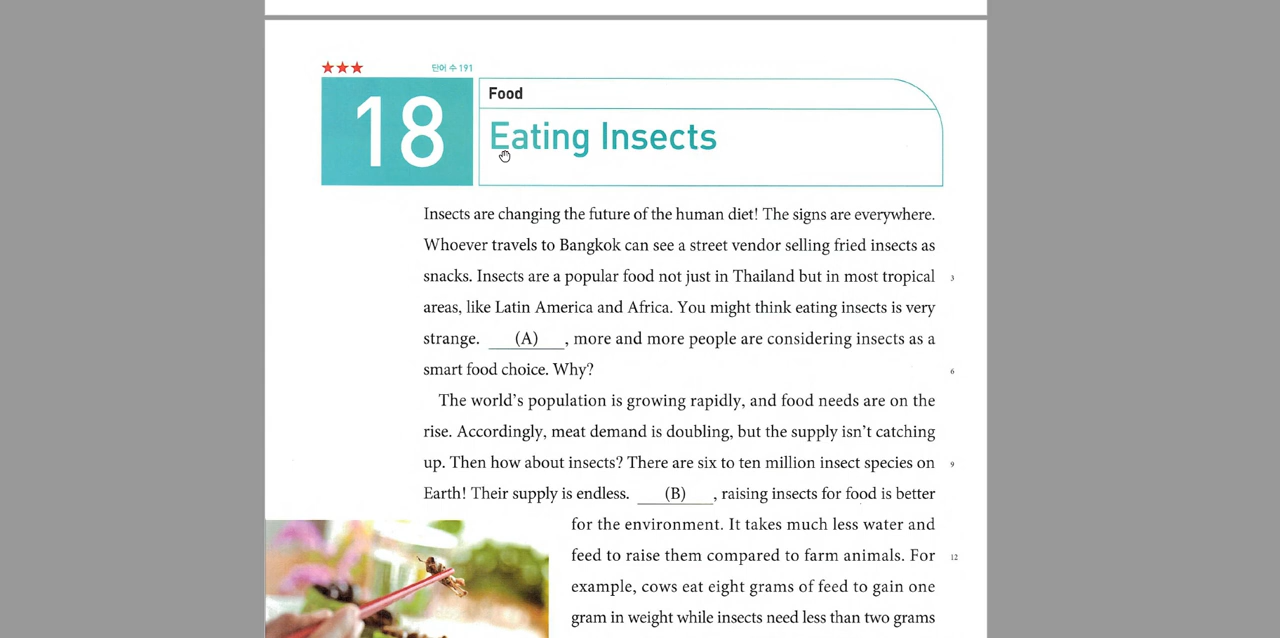 ★★★ 단어 수 191
18
Food
Eating Insects
Insects are changing the future of the human diet! The signs are everywhere.
Whoever travels to Bangkok can see a street vendor selling fried insects as
snacks. Insects are a popular food not just in Thailand but in most tropical 3
areas, like Latin America and Africa. You might think eating insects is very
strange. (A) , more and more people are considering insects as a
smart food choice. Why? 6
The world's population is growing rapidly, and food needs are on the
rise. Accordingly, meat demand is doubling, but the supply isn't catching
up. Then how about insects? There are six to ten million insect species on 9
Earth! Their supply is endless. (B) , raising insects for food is better
for the environment. It takes much less water and
feed to raise them compared to farm animals. For 12
example, cows eat eight grams of feed to gain one
gram in weight while insects need less than two grams